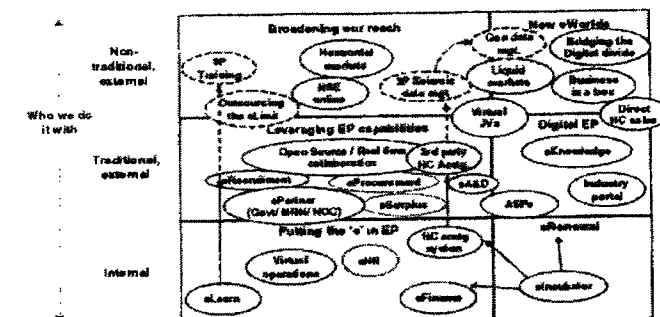 Broadening our reach
New eWorlds
Non-
traditional,
external
EP
Training
Horizontal
markets
HSE
online
EP Seismic
data mgt.
Gen data
mgt.
Bridging the
Digital divide
Liquid
markets
Business
in a box
Outsourcing
the eLimit
Virtual
JVs
Direct
HC sales
Who we do
it with
Leveraging EP capabilities
Digital EP
Traditional,
external
Open Source / Real time
collaboration
3rd party
HC Acctg
eKnowledge
eRecruitment
eProcurement
eA&D
Industry
portal
ePartner
(Govt/ NOC)
eSurplus
ASPs
Putting the 'e' in EP
eRenewal
Internal
Virtual
operations
eHR
HC acctg
system
eLearn
eFinance
eIncubator